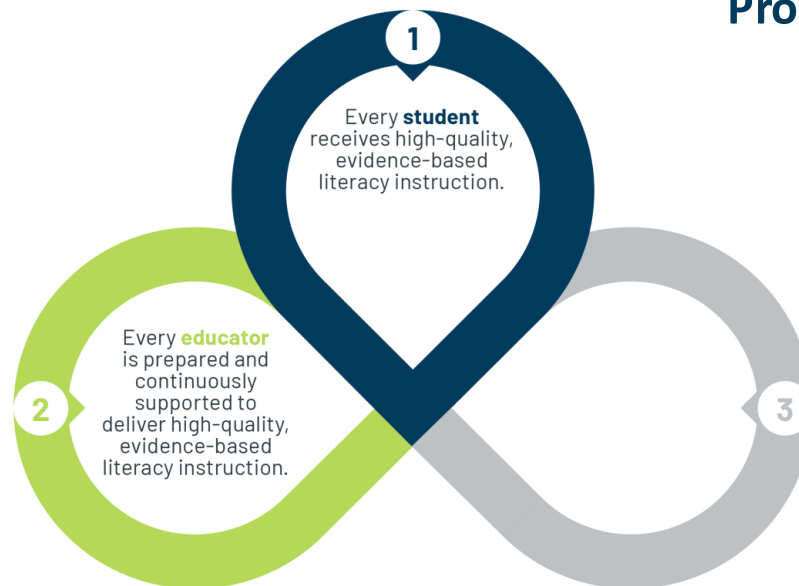 Pro
1
Every student
receives high-quality,
evidence-based
literacy instruction.
Every educator
is prepared and
continuously
supported to
deliver high-quality,
evidence-based
literacy instruction.
2
3